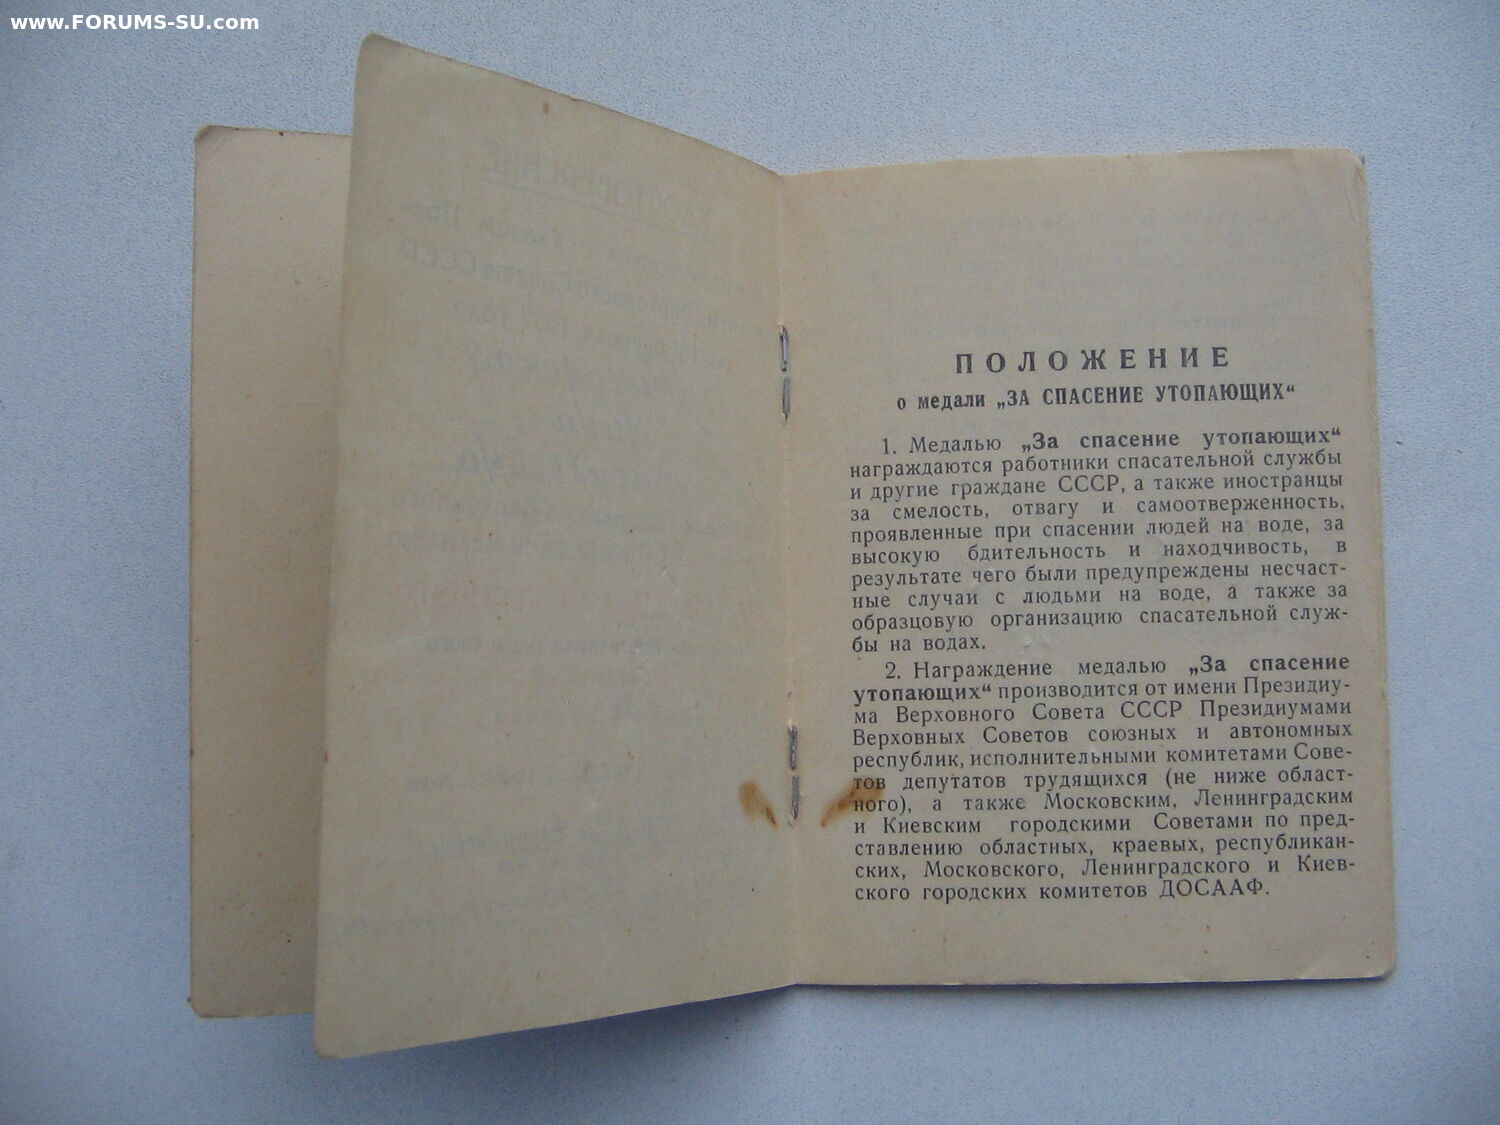 www.FORUMS-SU.com
ПОЛОЖЕНИЕ
о медали „ЗА СПАСЕНИЕ УТОПАЮЩИХ“
1. Медалью „За спасение утопающих“
награждаются работники спасательной службы
и другие граждане СССР, а также иностранцы
за смелость, отвагу и самоотверженность,
проявленные при спасении людей на воде, за
высокую бдительность и находчивость, в
результате чего были предупреждены несчаст-
ные случаи с людьми на воде, а также за
образцовую организацию спасательной служ-
бы на водах.
2. Награждение медалью „За спасение
утопающих“ производится от имени Президиу-
ма Верховного Совета СССР Президиумами
Верховных Советов союзных и автономных
республик, исполнительными комитетами Сове-
тов депутатов трудящихся (не ниже област-
ного), а также Московским, Ленинградским
и Киевским городскими Советами по пред-
ставлению областных, краевых, республикан-
ских, Московского, Ленинградского и Киев-
ского городских комитетов ДОСААФ.